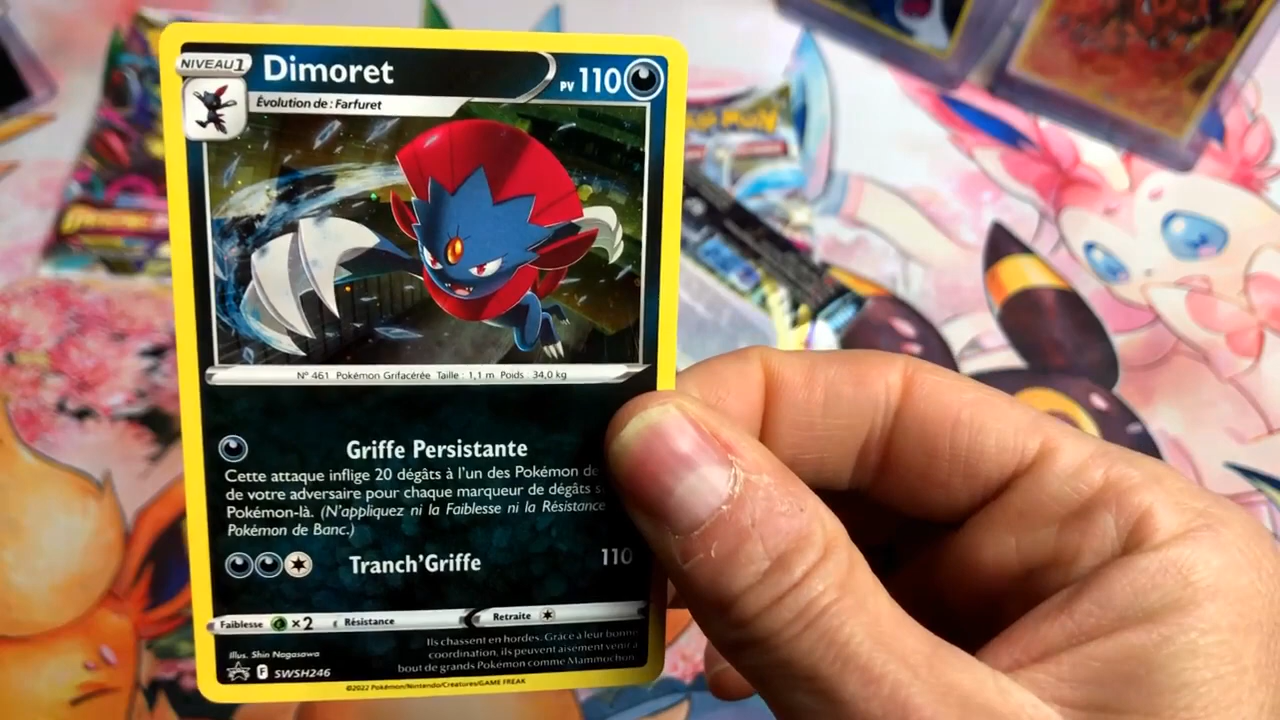 NIVEAU 1
Dimoret
PV 110
Évolution de : Farfuret
N° 461 Pokémon Grifacérée Taille : 1,1 m Poids : 34,0 kg
Griffe Persistante
Cette attaque inflige 20 dégâts à l'un des Pokémon de
de votre adversaire pour chaque marqueur de dégâts
Pokémon-là. (N'appliquez ni la Faiblesse ni la Résistance
Pokémon de Banc.)
Tranch'Griffe 110
Faiblesse ×2 Résistance Retraite
Ils chassent en hordes. Grâce à leur bonne
coordination, ils peuvent aisément venir à
bout de grands Pokémon comme Mammochon.
Illus. Shin Nagasawa
F SWSH246
©2022 Pokémon/Nintendo/Creatures/GAME FREAK